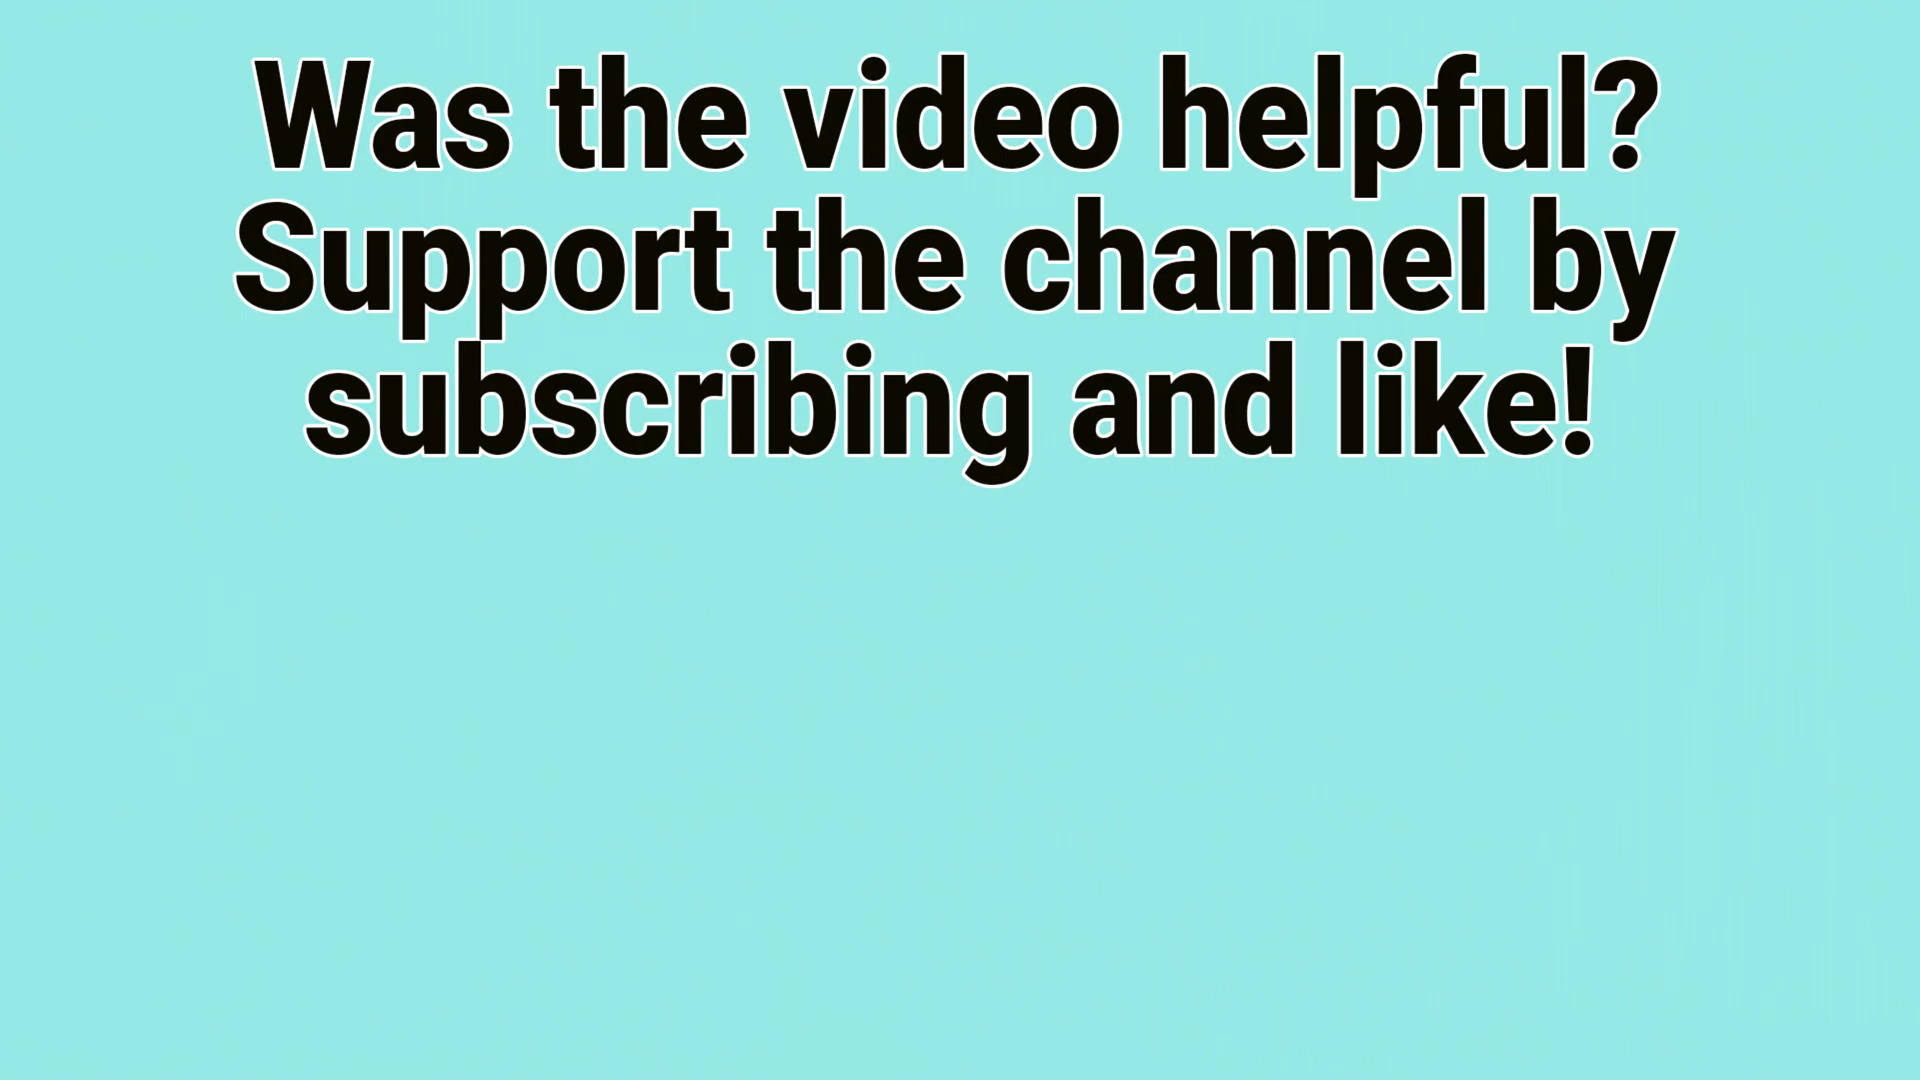 Was the video helpful?
Support the channel by
subscribing and like!